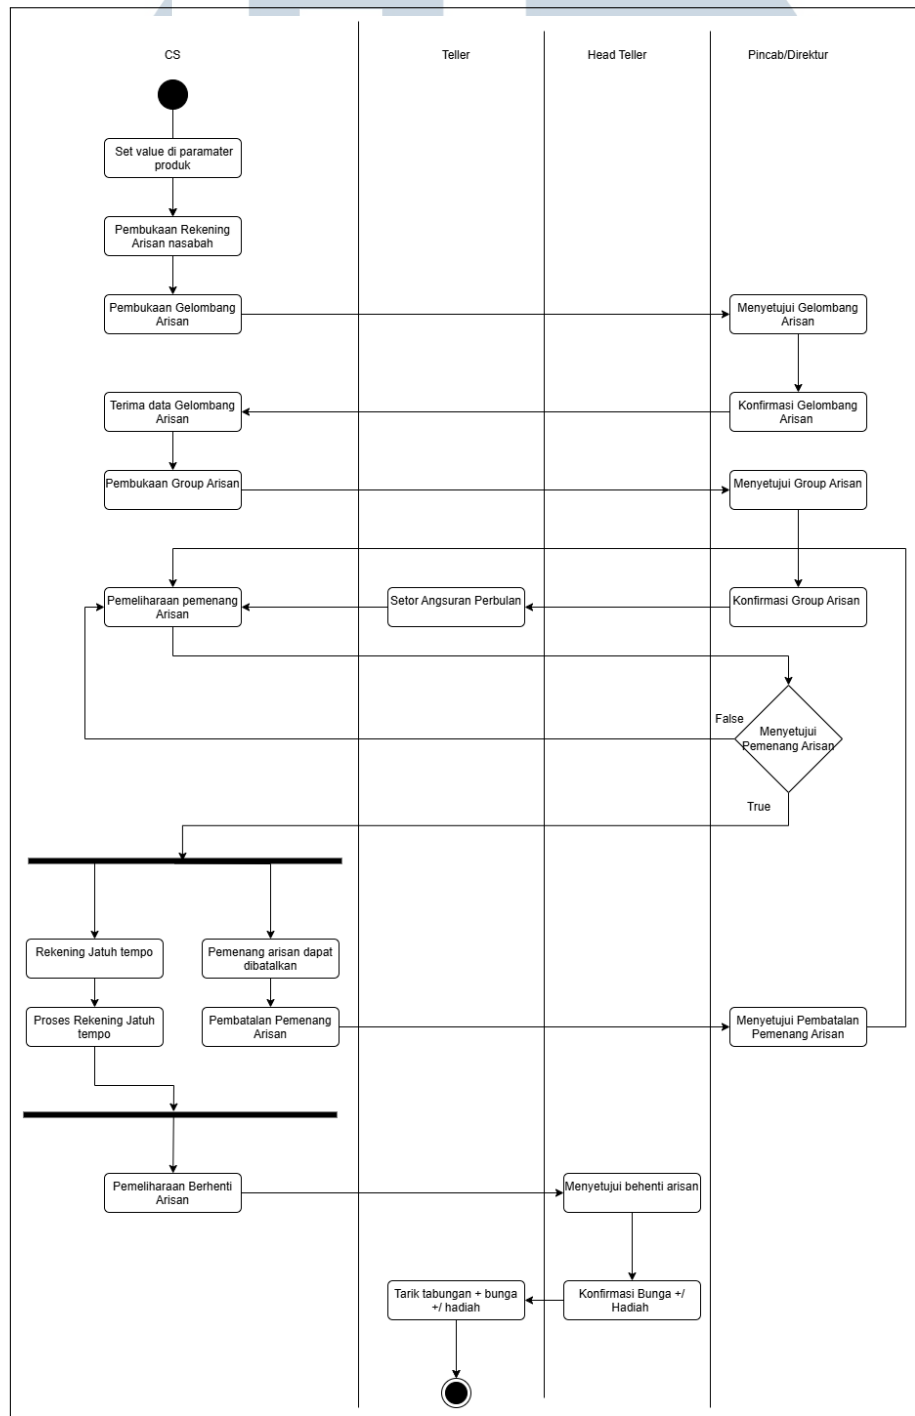 CS
Teller
Head Teller
Pincab/Direktur
Set value di paramater
produk
Pembukaan Rekening
Arisan nasabah
Pembukaan Gelombang
Arisan
Menyetujui Gelombang
Arisan
Terima data Gelombang
Arisan
Konfirmasi Gelombang
Arisan
Pembukaan Group Arisan
Menyetujui Group Arisan
Pemeliharaan pemenang
Arisan
Setor Angsuran Perbulan
Konfirmasi Group Arisan
False
Menyetujui
Pemenang Arisan
True
Rekening Jatuh tempo
Pemenang arisan dapat
dibatalkan
Proses Rekening Jatuh
tempo
Pembatalan Pemenang
Arisan
Menyetujui Pembatalan
Pemenang Arisan
Pemeliharaan Berhenti
Arisan
Menyetujui behenti arisan
Tarik tabungan + bunga
+/ hadiah
Konfirmasi Bunga +/
Hadiah